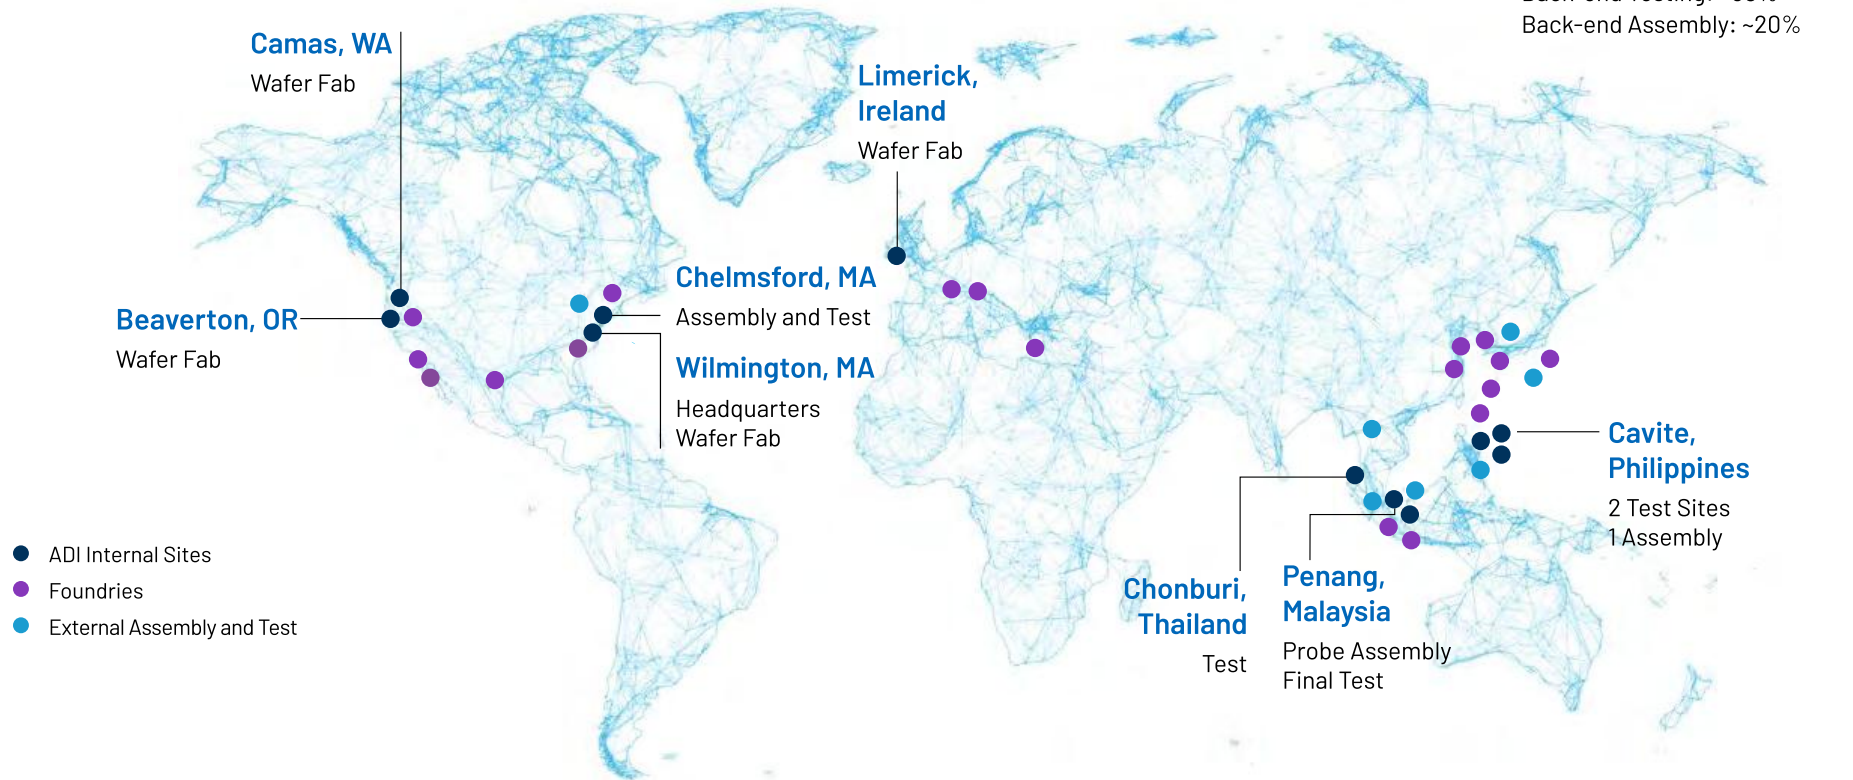 Back-end Assembly: ~20%
Camas, WA
Wafer Fab
Limerick,
Ireland
Wafer Fab
Chelmsford, MA
Assembly and Test
Beaverton, OR
Wafer Fab
Wilmington, MA
Headquarters
Wafer Fab
Cavite,
Philippines
2 Test Sites
1 Assembly
Chonburi,
Thailand
Test
Penang,
Malaysia
Probe Assembly
Final Test
ADI Internal Sites
Foundries
External Assembly and Test